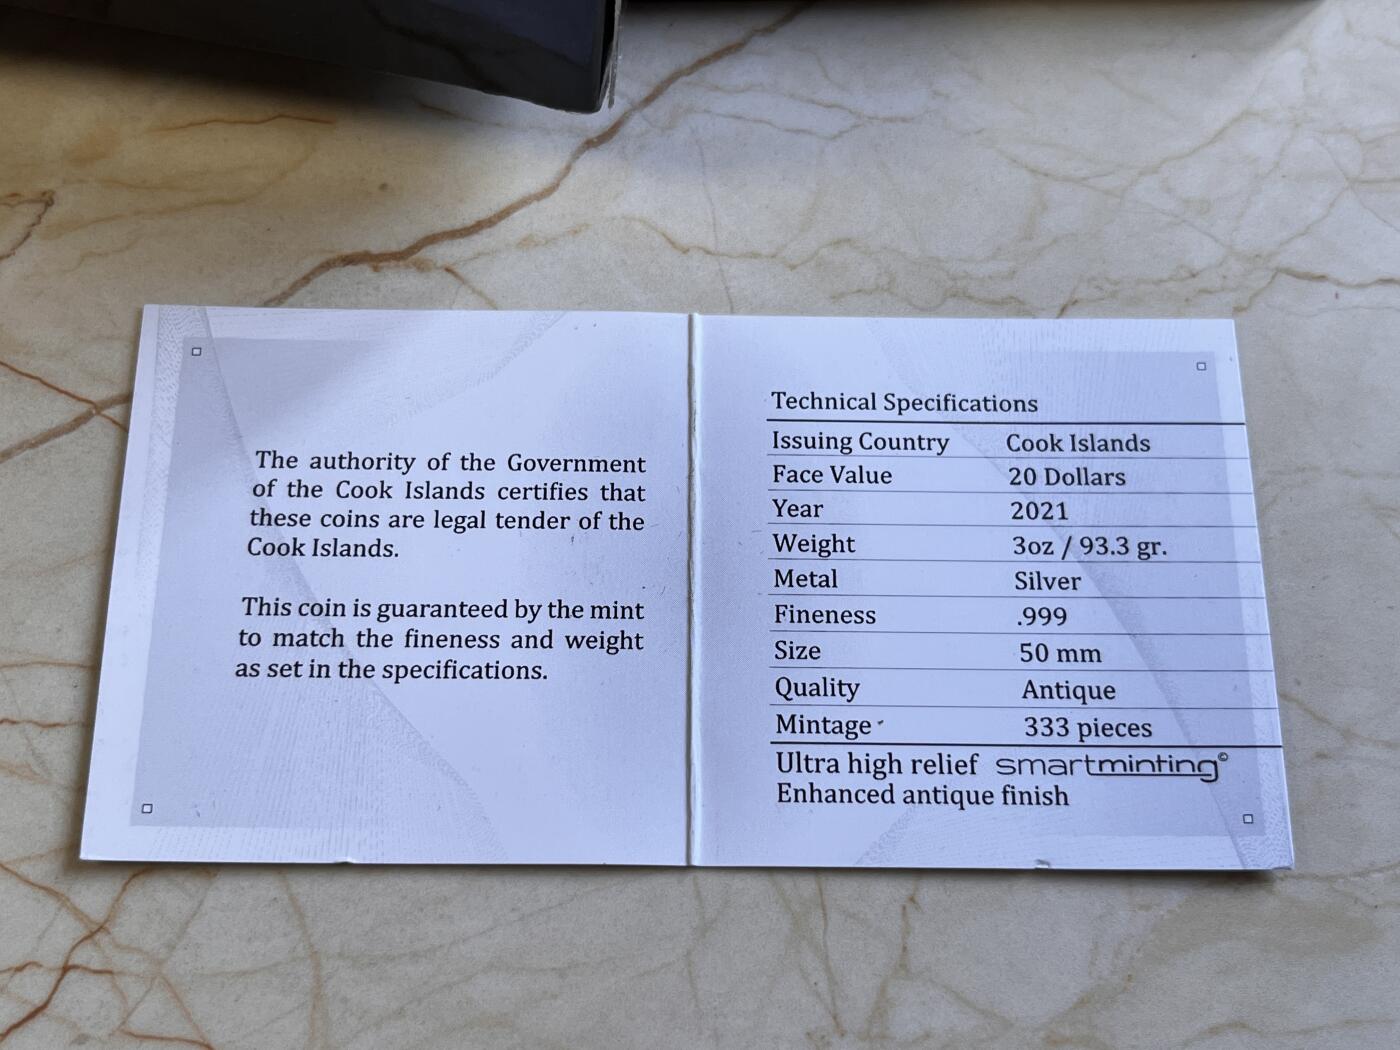 The authority of the Government
of the Cook Islands certifies that
these coins are legal tender of the
Cook Islands.
This coin is guaranteed by the mint
to match the fineness and weight
as set in the specifications.
Technical Specifications
Issuing Country Cook Islands
Face Value 20 Dollars
Year 2021
Weight 3oz / 93.3 gr.
Metal Silver
Fineness .999
Size 50 mm
Quality Antique
Mintage 333 pieces
Ultra high relief smartminting©
Enhanced antique finish